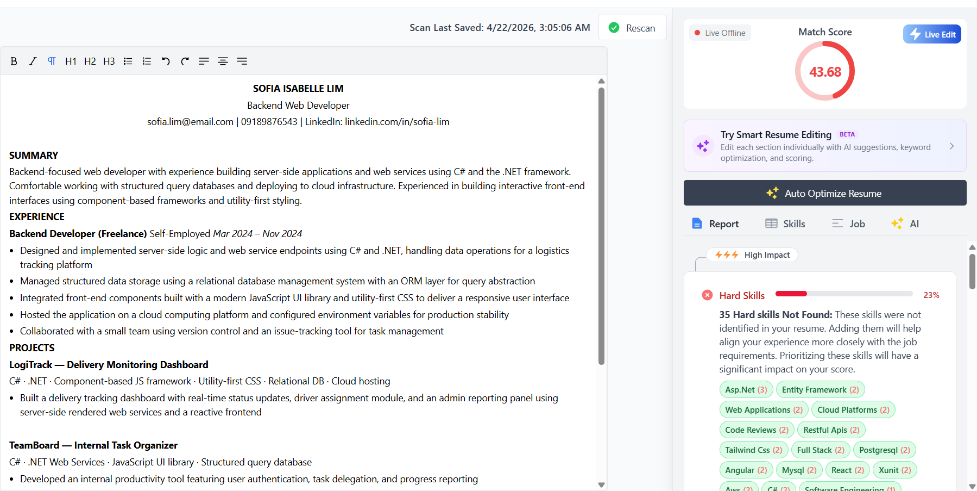 Scan Last Saved: 4/22/2026, 3:05:06 AM
Rescan
B I ¶ H1 H2 H3
SOFIA ISABELLE LIM
Backend Web Developer
sofia.lim@email.com | 09189876543 | LinkedIn: linkedin.com/in/sofia-lim
SUMMARY
Backend-focused web developer with experience building server-side applications and web services using C# and the .NET framework.
Comfortable working with structured query databases and deploying to cloud infrastructure. Experienced in building interactive front-end
interfaces using component-based frameworks and utility-first styling.
EXPERIENCE
Backend Developer (Freelance) Self-Employed Mar 2024 – Nov 2024
• Designed and implemented server-side logic and web service endpoints using C# and .NET, handling data operations for a logistics
tracking platform
• Managed structured data storage using a relational database management system with an ORM layer for query abstraction
• Integrated front-end components built with a modern JavaScript UI library and utility-first CSS to deliver a responsive user interface
• Hosted the application on a cloud computing platform and configured environment variables for production stability
• Collaborated with a small team using version control and an issue-tracking tool for task management
PROJECTS
LogiTrack — Delivery Monitoring Dashboard
C# · .NET · Component-based JS framework · Utility-first CSS · Relational DB · Cloud hosting
• Built a delivery tracking dashboard with real-time status updates, driver assignment module, and an admin reporting panel using
server-side rendered web services and a reactive frontend
TeamBoard — Internal Task Organizer
C# · .NET Web Services · JavaScript UI library · Structured query database
• Developed an internal productivity tool featuring user authentication, task delegation, and progress reporting
Live Offline
Match Score
Live Edit
43.68
Try Smart Resume Editing BETA
Edit each section individually with AI suggestions, keyword
optimization, and scoring.
Auto Optimize Resume
Report Skills Job AI
High Impact
Hard Skills 23%
35 Hard skills Not Found: These skills were not
identified in your resume. Adding them will help
align your experience more closely with the job
requirements. Prioritizing these skills will have a
significant impact on your score.
Asp.Net (3) Entity Framework (2)
Web Applications (2) Cloud Platforms (2)
Code Reviews (2) Restful Apis (2)
Tailwind Css (2) Full Stack (2) Postgresql (2)
Angular (2) Mysql (2) React (2) Xunit (2)
Aws (2) C# (2) Software Engineering (1)